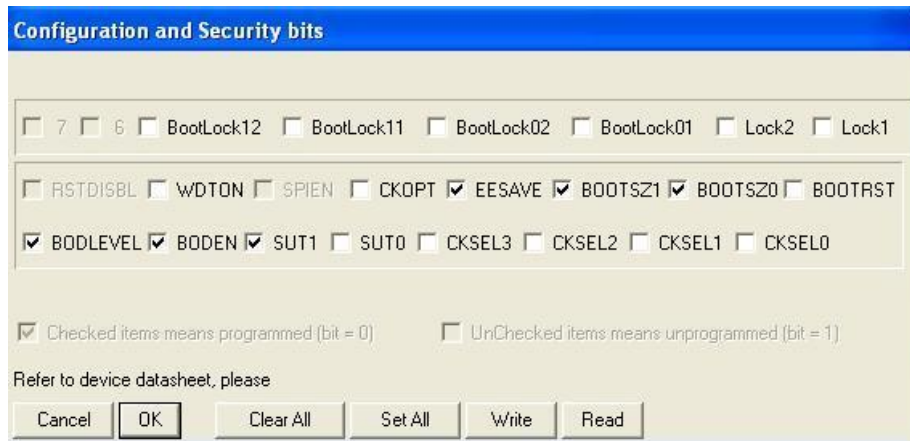 Configuration and Security bits
7 6 BootLock12 BootLock11 BootLock02 BootLock01 Lock2 Lock1
RSTDISBL WDTON SPIEN CKOPT EESAVE BOOTSZ1 BOOTSZ0 BOOTRST
BODLEVEL BODEN SUT1 SUT0 CKSEL3 CKSEL2 CKSEL1 CKSEL0
Checked items means programmed (bit = 0) UnChecked items means unprogrammed (bit = 1)
Refer to device datasheet, please
Cancel OK Clear All Set All Write Read